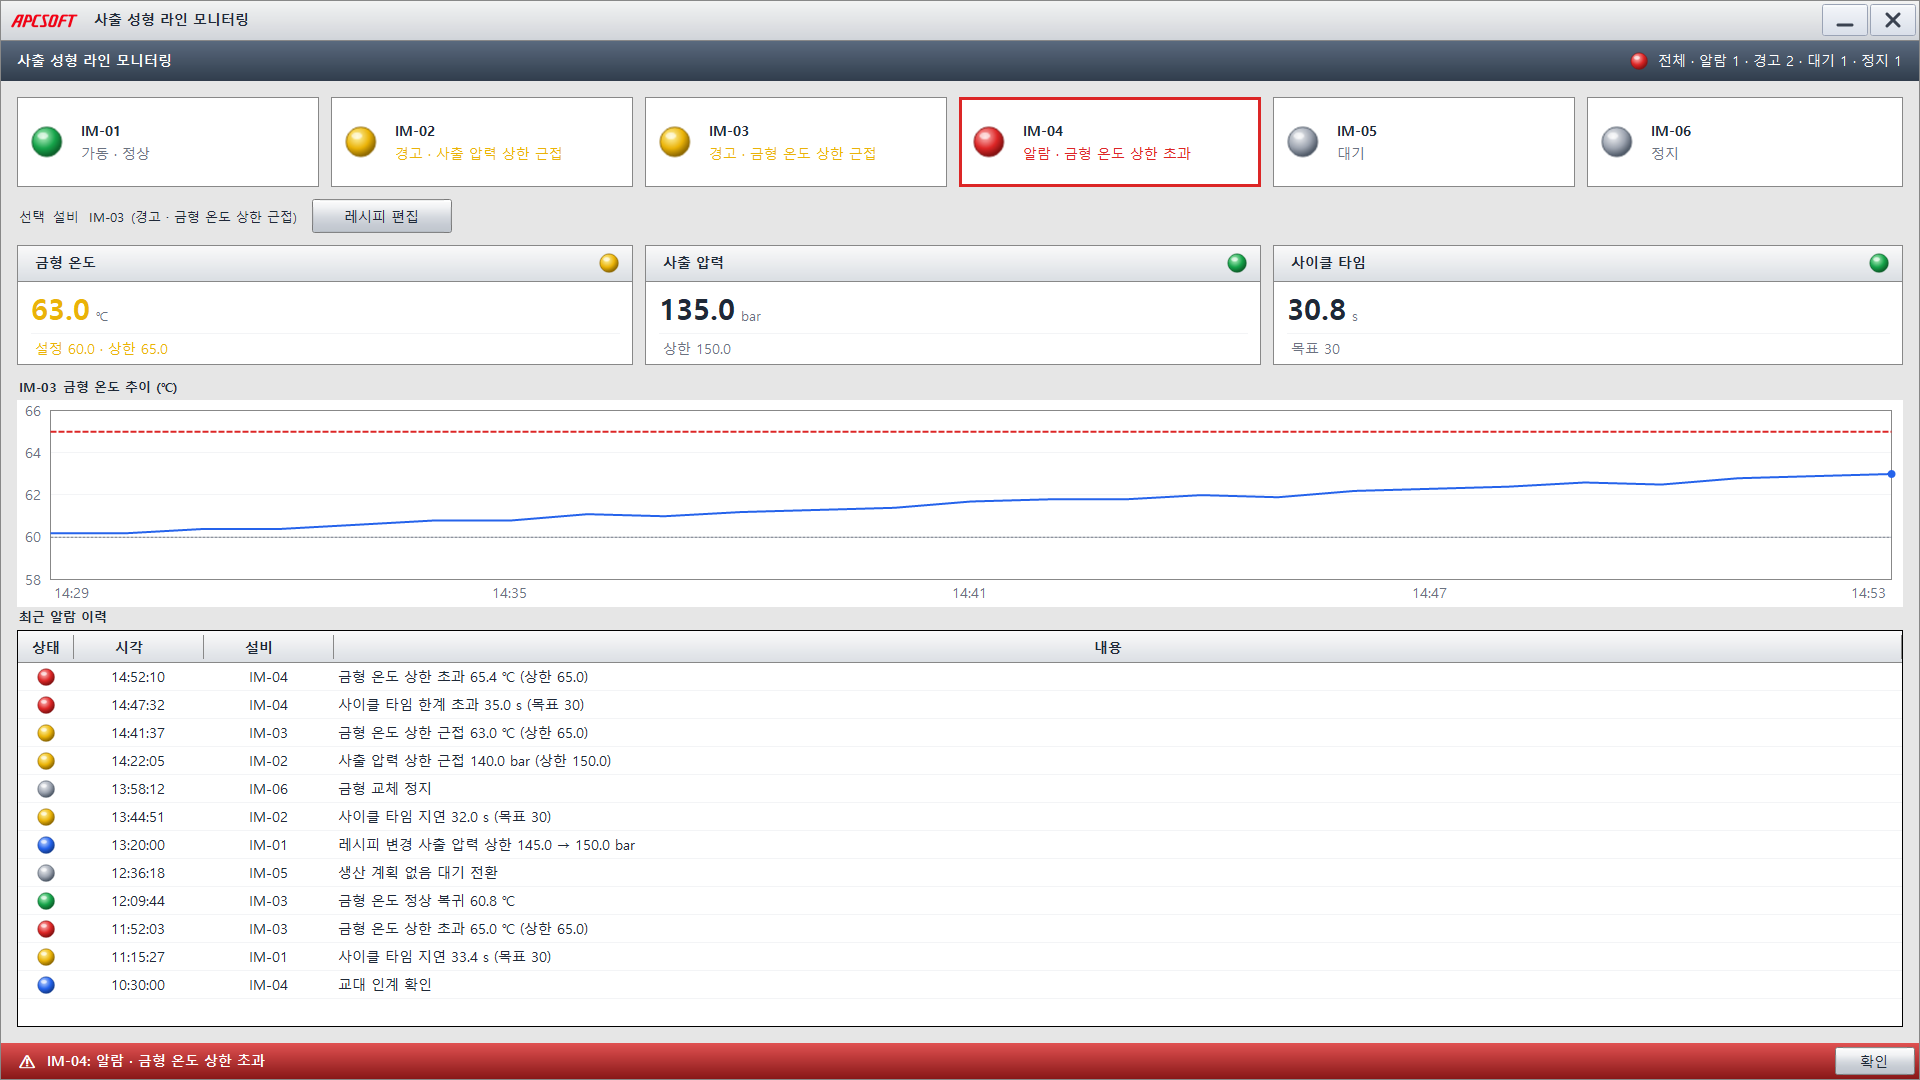 APCSOFT 사출 성형 라인 모니터링
사출 성형 라인 모니터링
전체 · 알람 1 · 경고 2 · 대기 1 · 정지 1
IM-01
가동 · 정상
IM-02
경고 · 사출 압력 상한 근접
IM-03
경고 · 금형 온도 상한 근접
IM-04
알람 · 금형 온도 상한 초과
IM-05
대기
IM-06
정지
선택 설비 IM-03 (경고 · 금형 온도 상한 근접) 레시피 편집
금형 온도
63.0 ℃
설정 60.0 · 상한 65.0
사출 압력
135.0 bar
상한 150.0
사이클 타임
30.8 s
목표 30
IM-03 금형 온도 추이 (℃)
66
64
62
60
58
14:29 14:35 14:41 14:47 14:53
최근 알람 이력
상태 시각 설비 내용
14:52:10 IM-04 금형 온도 상한 초과 65.4 ℃ (상한 65.0)
14:47:32 IM-04 사이클 타임 한계 초과 35.0 s (목표 30)
14:41:37 IM-03 금형 온도 상한 근접 63.0 ℃ (상한 65.0)
14:22:05 IM-02 사출 압력 상한 근접 140.0 bar (상한 150.0)
13:58:12 IM-06 금형 교체 정지
13:44:51 IM-02 사이클 타임 지연 32.0 s (목표 30)
13:20:00 IM-01 레시피 변경 사출 압력 상한 145.0 → 150.0 bar
12:36:18 IM-05 생산 계획 없음 대기 전환
12:09:44 IM-03 금형 온도 정상 복귀 60.8 ℃
11:52:03 IM-03 금형 온도 상한 초과 65.0 ℃ (상한 65.0)
11:15:27 IM-01 사이클 타임 지연 33.4 s (목표 30)
10:30:00 IM-04 교대 인계 확인
IM-04: 알람 · 금형 온도 상한 초과
확인